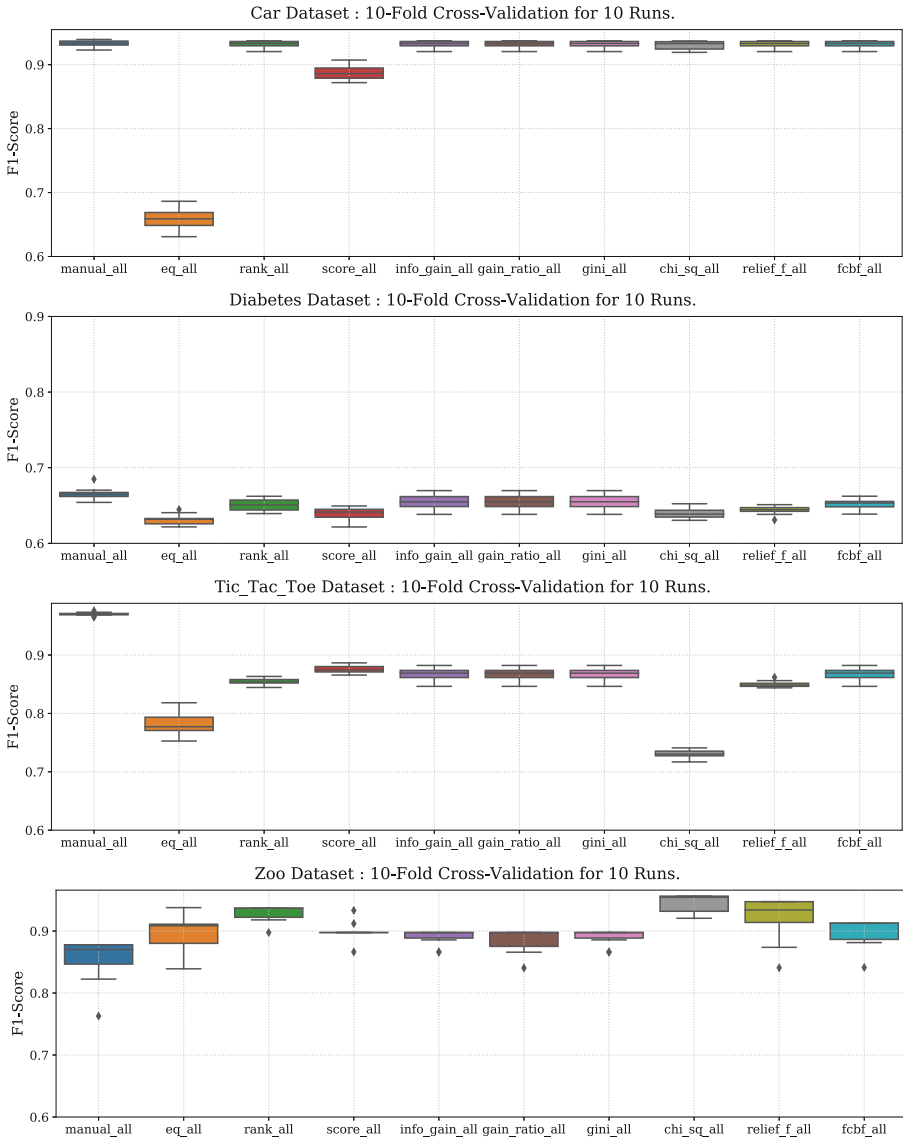 Car Dataset : 10-Fold Cross-Validation for 10 Runs.
F1-Score
0.9
0.8
0.7
0.6
manual_all eq_all rank_all score_all info_gain_all gain_ratio_all gini_all chi_sq_all relief_f_all fcbf_all
Diabetes Dataset : 10-Fold Cross-Validation for 10 Runs.
F1-Score
0.9
0.8
0.7
0.6
manual_all eq_all rank_all score_all info_gain_all gain_ratio_all gini_all chi_sq_all relief_f_all fcbf_all
Tic_Tac_Toe Dataset : 10-Fold Cross-Validation for 10 Runs.
F1-Score
0.9
0.8
0.7
0.6
manual_all eq_all rank_all score_all info_gain_all gain_ratio_all gini_all chi_sq_all relief_f_all fcbf_all
Zoo Dataset : 10-Fold Cross-Validation for 10 Runs.
F1-Score
0.9
0.8
0.7
0.6
manual_all eq_all rank_all score_all info_gain_all gain_ratio_all gini_all chi_sq_all relief_f_all fcbf_all